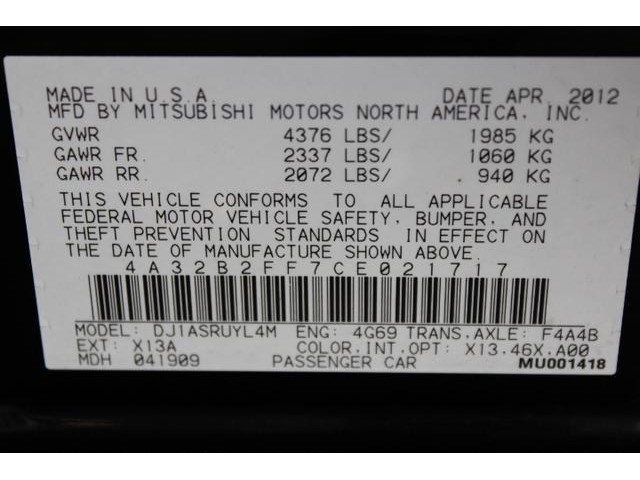 MADE IN U.S.A. DATE APR. 2012
MFD BY MITSUBISHI MOTORS NORTH AMERICA, INC.
GVWR 4376 LBS/ 1985 KG
GAWR FR. 2337 LBS/ 1060 KG
GAWR RR. 2072 LBS/ 940 KG
THIS VEHICLE CONFORMS TO ALL APPLICABLE
FEDERAL MOTOR VEHICLE SAFETY, BUMPER, AND
THEFT PREVENTION STANDARDS IN EFFECT ON
THE DATE OF MANUFACTURE SHOWN ABOVE.
4A32B2FF7CE021717
MODEL: DJ1ASRUYL4M ENG: 4G69 TRANS,AXLE: F4A4B
EXT: X13A COLOR,INT,OPT: X13,46X,A00
MDH 041909 PASSENGER CAR MU001418